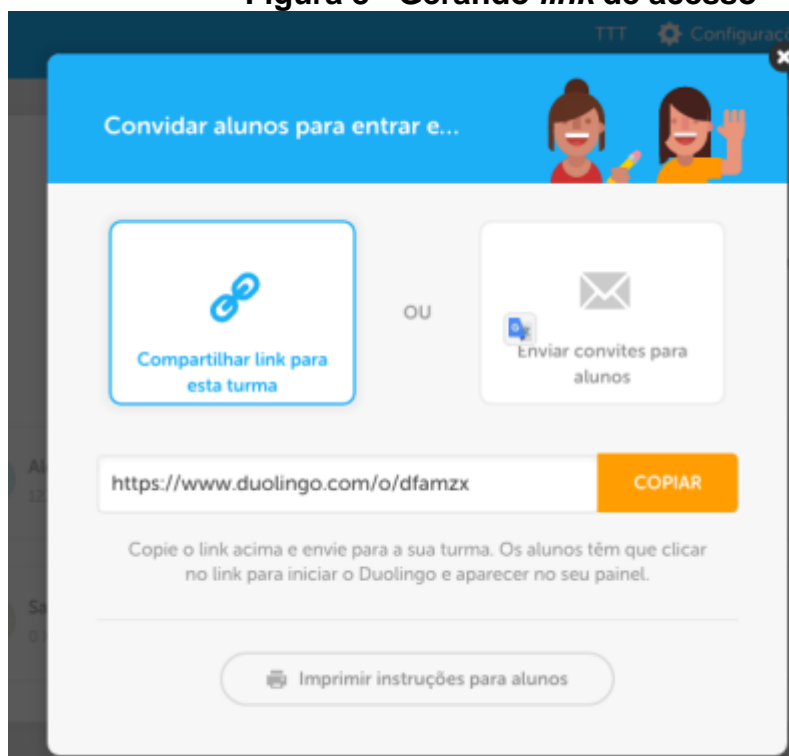 TTT Configuraçõ
Convidar alunos para entrar e...
Compartilhar link para
esta turma
OU
Enviar convites para
alunos
https://www.duolingo.com/o/dfamzx
COPIAR
Copie o link acima e envie para a sua turma. Os alunos têm que clicar
no link para iniciar o Duolingo e aparecer no seu painel.
Imprimir instruções para alunos